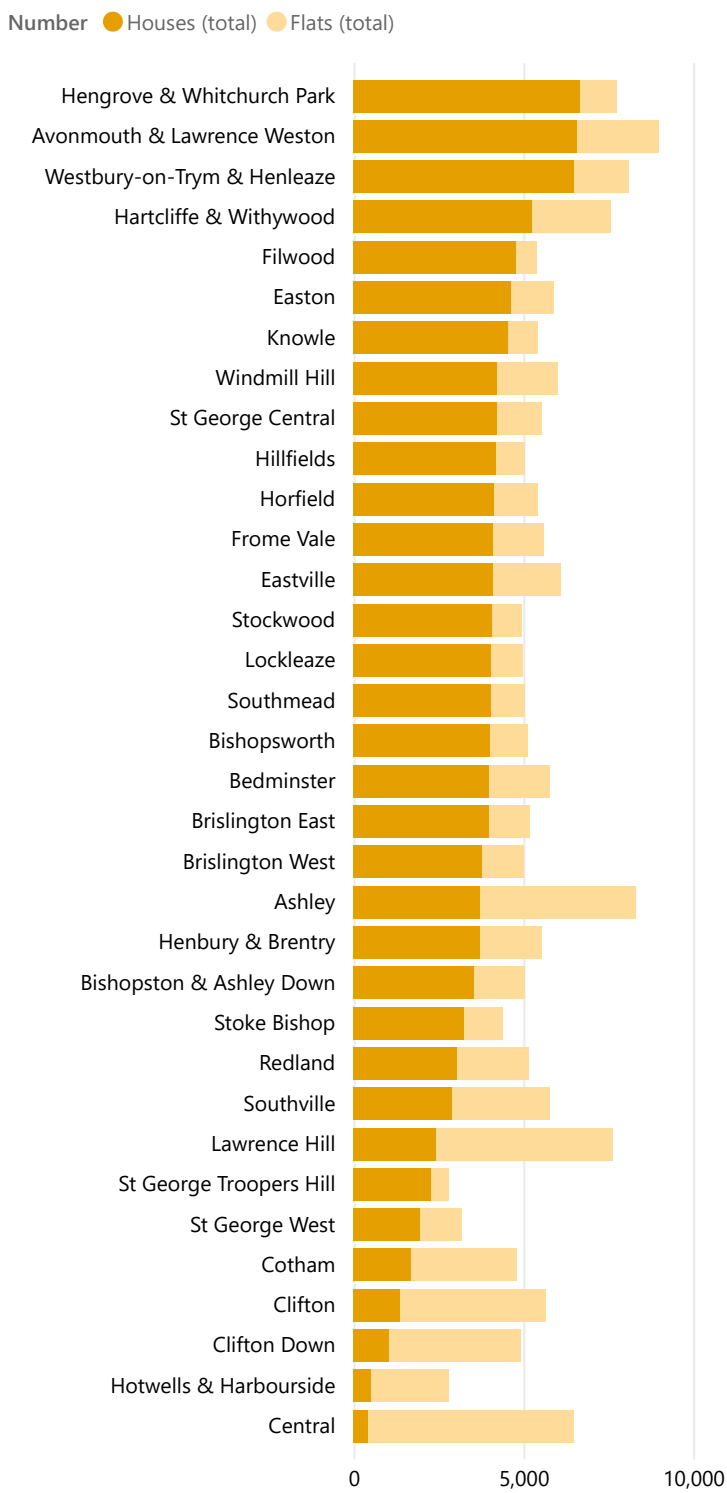 Number Houses (total) Flats (total)
Hengrove & Whitchurch Park
Avonmouth & Lawrence Weston
Westbury-on-Trym & Henleaze
Hartcliffe & Withywood
Filwood
Easton
Knowle
Windmill Hill
St George Central
Hillfields
Horfield
Frome Vale
Eastville
Stockwood
Lockleaze
Southmead
Bishopsworth
Bedminster
Brislington East
Brislington West
Ashley
Henbury & Brentry
Bishopston & Ashley Down
Stoke Bishop
Redland
Southville
Lawrence Hill
St George Troopers Hill
St George West
Cotham
Clifton
Clifton Down
Hotwells & Harbourside
Central
0 5,000 10,000